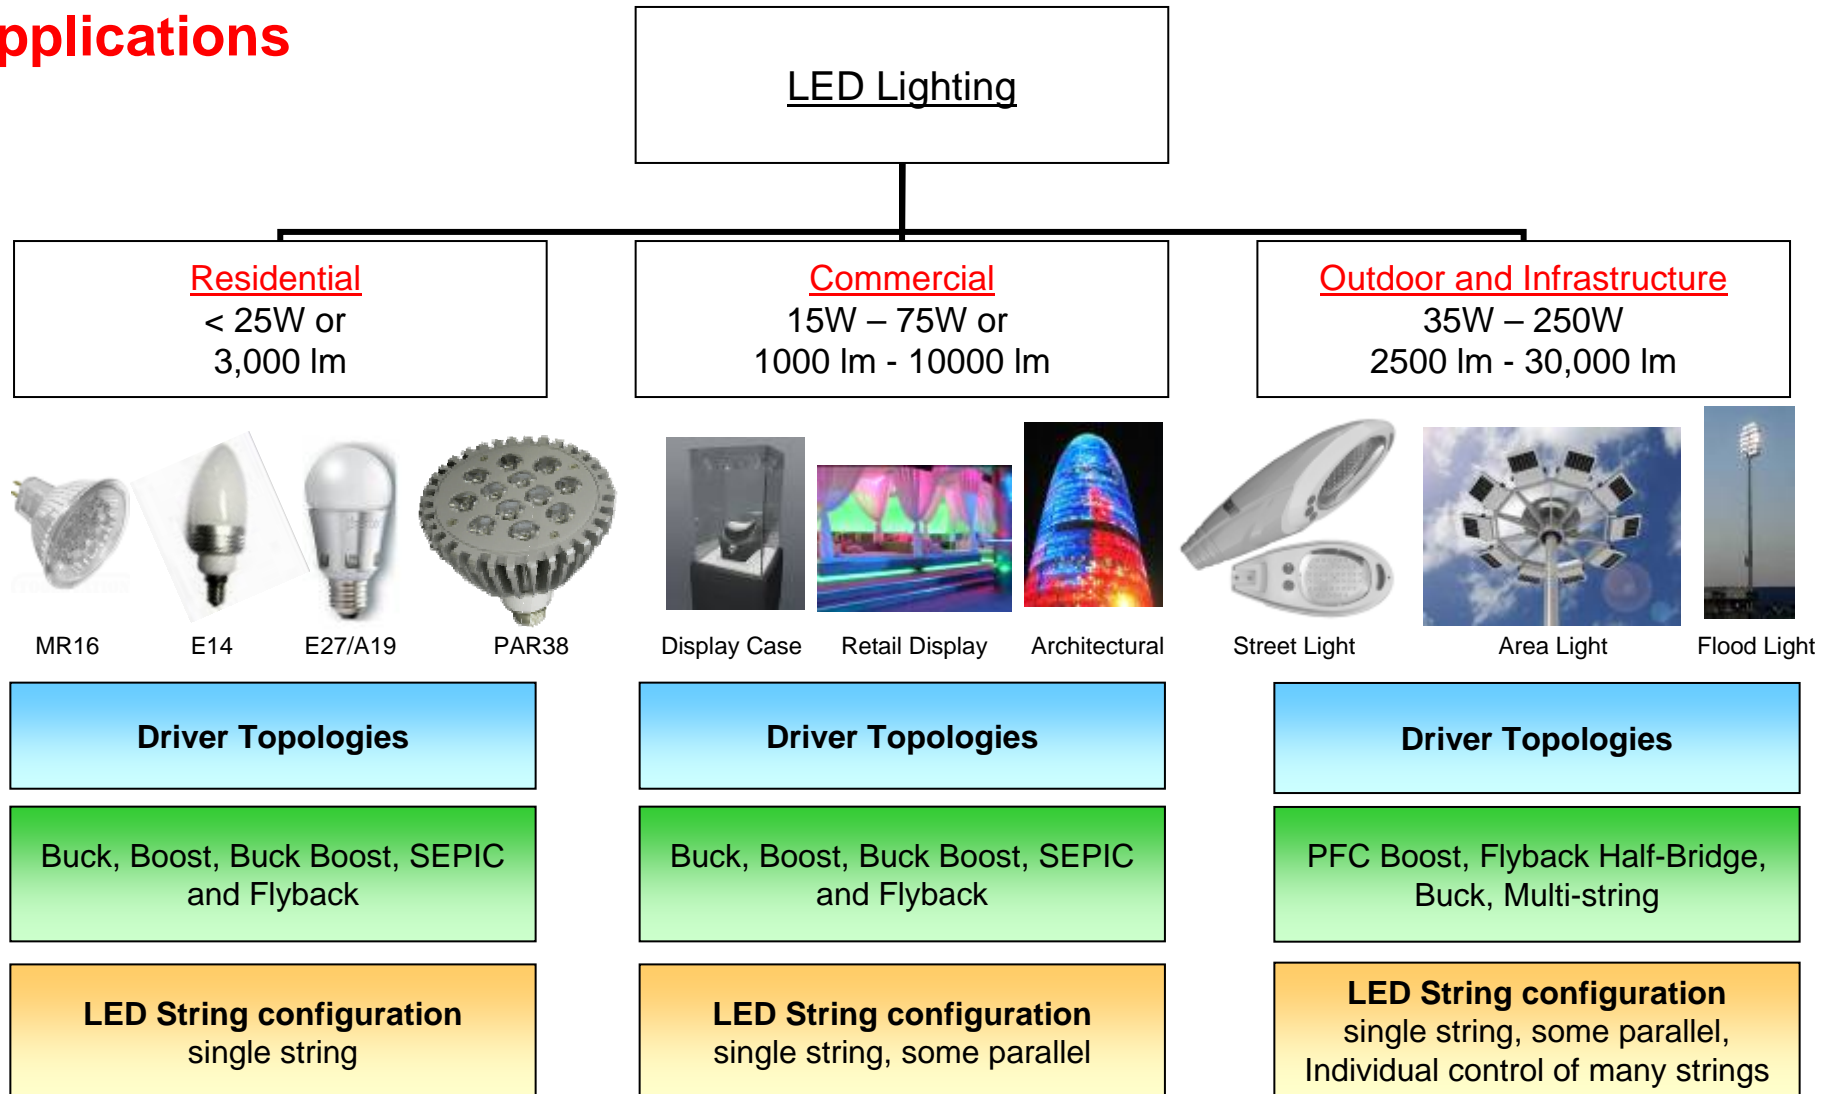 pplications
LED Lighting
Residential
< 25W or
3,000 lm
Commercial
15W – 75W or
1000 lm - 10000 lm
Outdoor and Infrastructure
35W – 250W
2500 lm - 30,000 lm
MR16
E14
E27/A19
PAR38
Display Case
Retail Display
Architectural
Street Light
Area Light
Flood Light
Driver Topologies
Driver Topologies
Driver Topologies
Buck, Boost, Buck Boost, SEPIC
and Flyback
Buck, Boost, Buck Boost, SEPIC
and Flyback
PFC Boost, Flyback Half-Bridge,
Buck, Multi-string
LED String configuration
single string
LED String configuration
single string, some parallel
LED String configuration
single string, some parallel,
Individual control of many strings